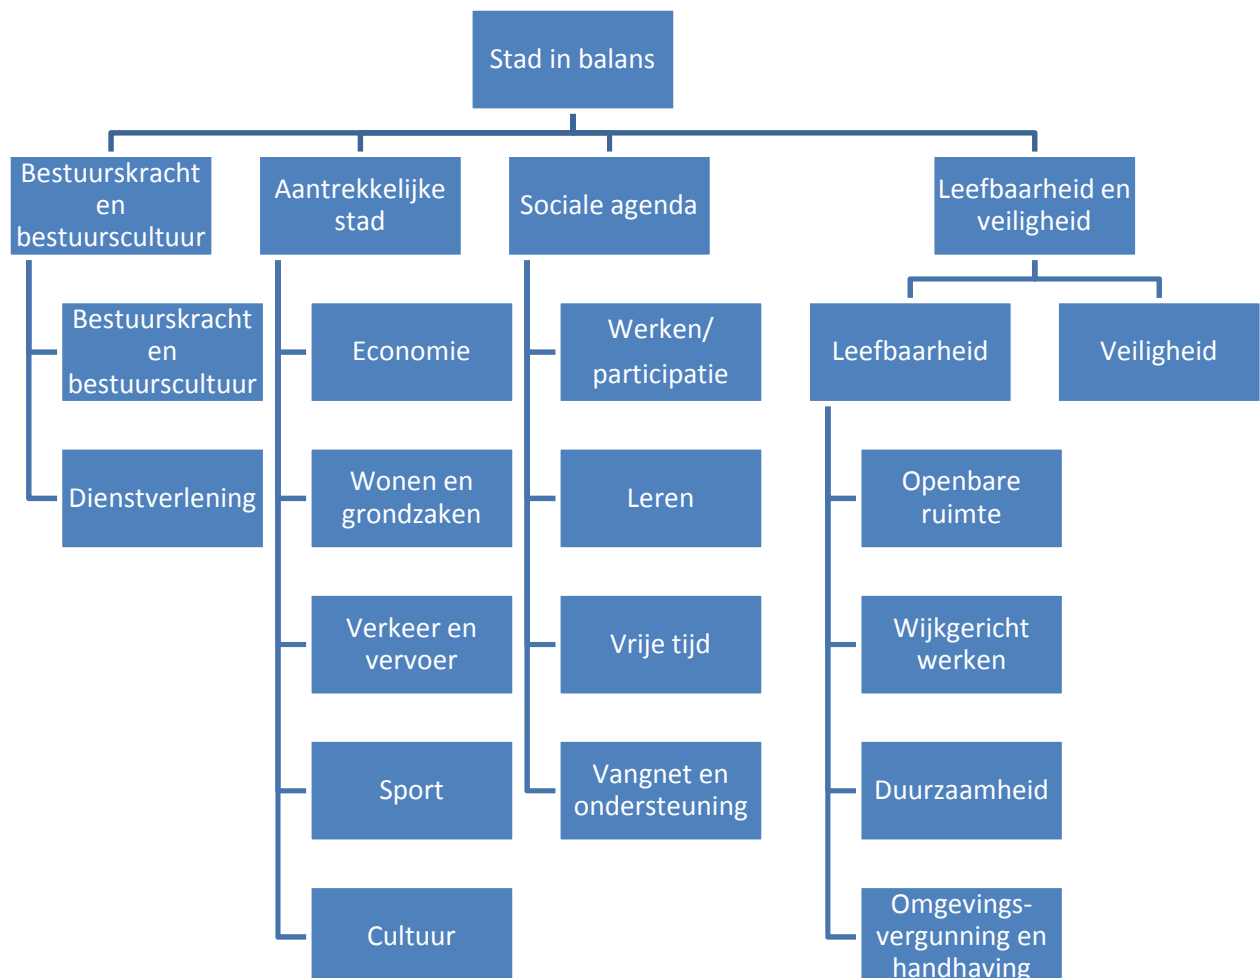 Stad in balans
Bestuurskracht
en
bestuurscultuur
Aantrekkelijke
stad
Sociale agenda
Leefbaarheid en
veiligheid
Bestuurskracht
en
bestuurscultuur
Dienstverlening
Economie
Wonen en
grondzaken
Verkeer en
vervoer
Sport
Cultuur
Werken/
participatie
Leren
Vrije tijd
Vangnet en
ondersteuning
Leefbaarheid
Veiligheid
Openbare
ruimte
Wijkgericht
werken
Duurzaamheid
Omgevings-
vergunning en
handhaving